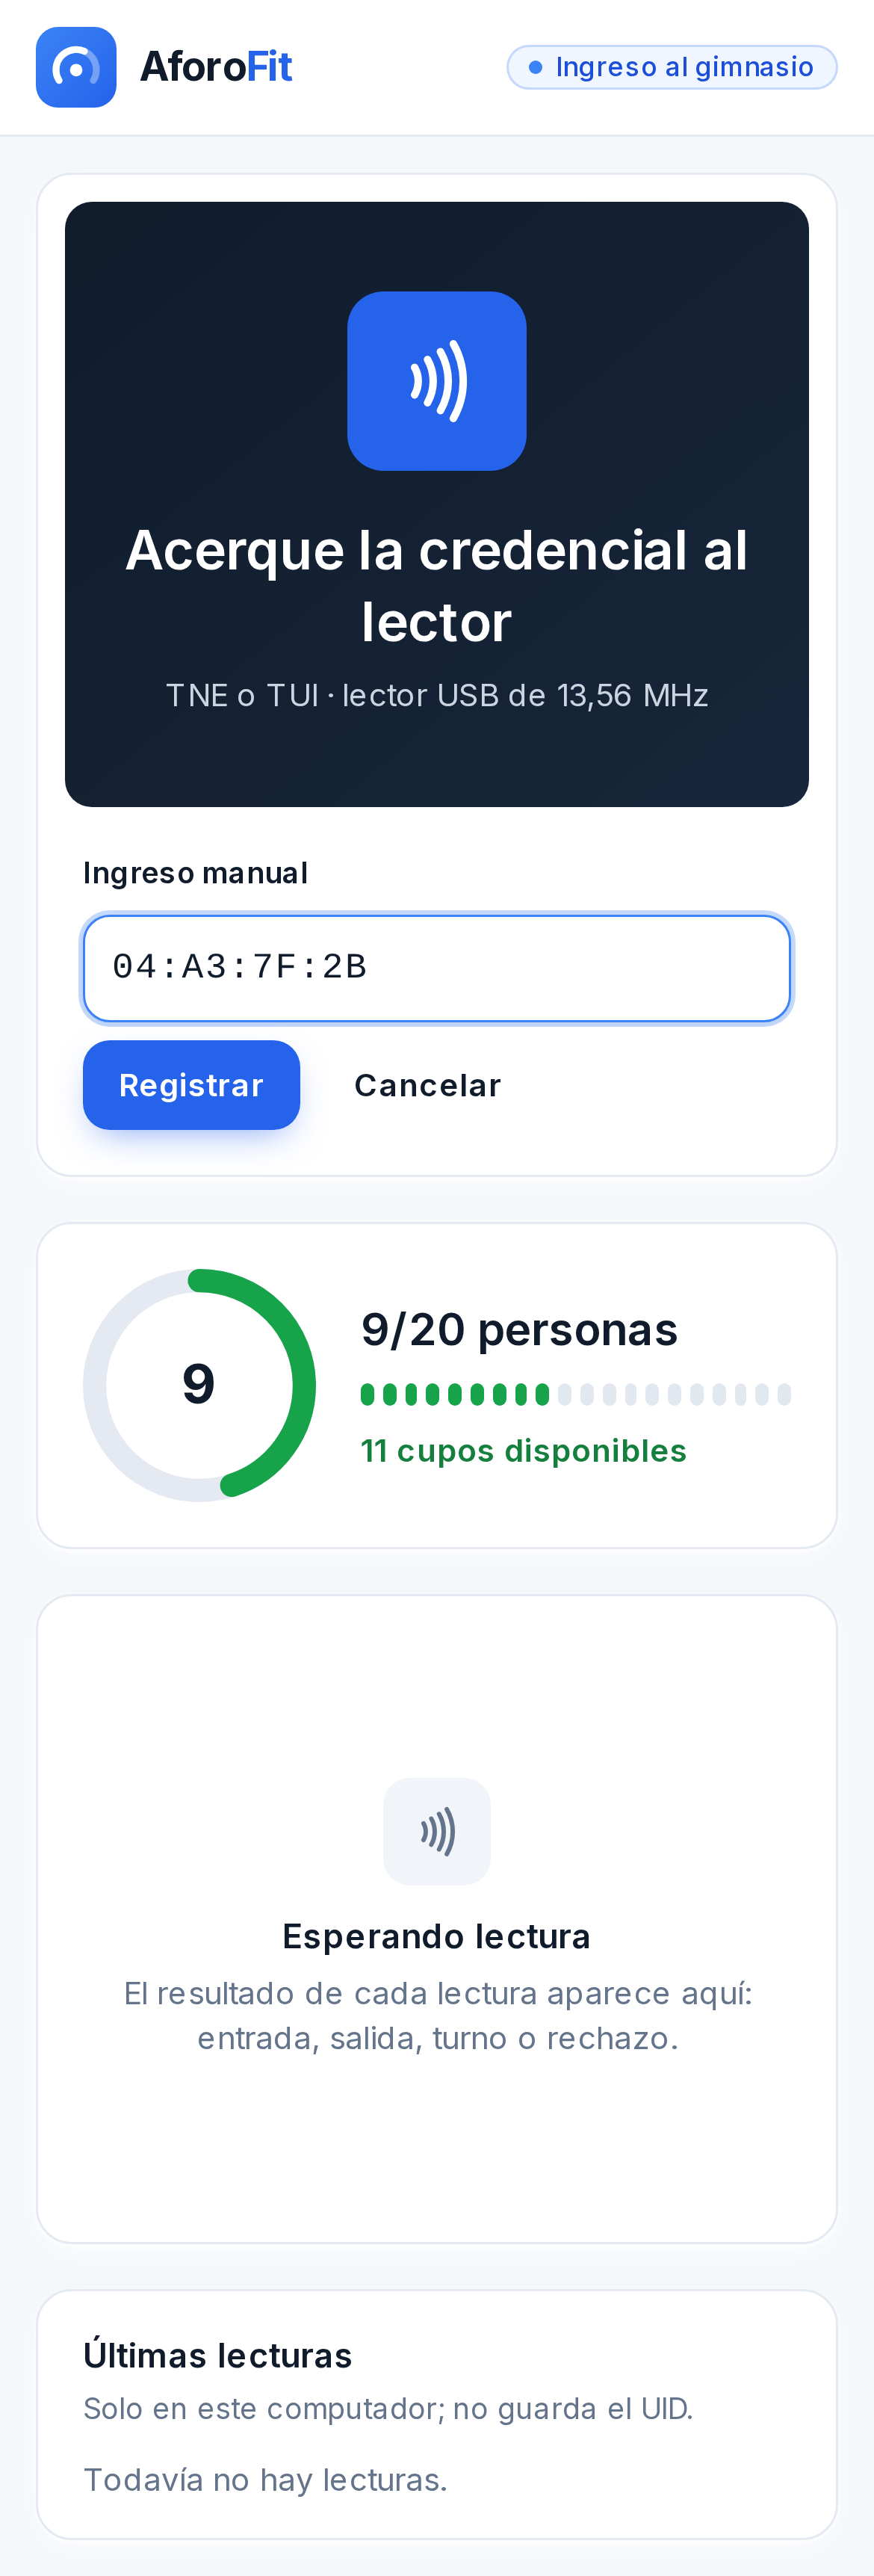 AforoFit
Ingreso al gimnasio
Acerque la credencial al
lector
TNE o TUI · lector USB de 13,56 MHz
Ingreso manual
04:A3:7F:2B
Registrar
Cancelar
9
9/20 personas
11 cupos disponibles
Esperando lectura
El resultado de cada lectura aparece aquí:
entrada, salida, turno o rechazo.
Últimas lecturas
Solo en este computador; no guarda el UID.
Todavía no hay lecturas.